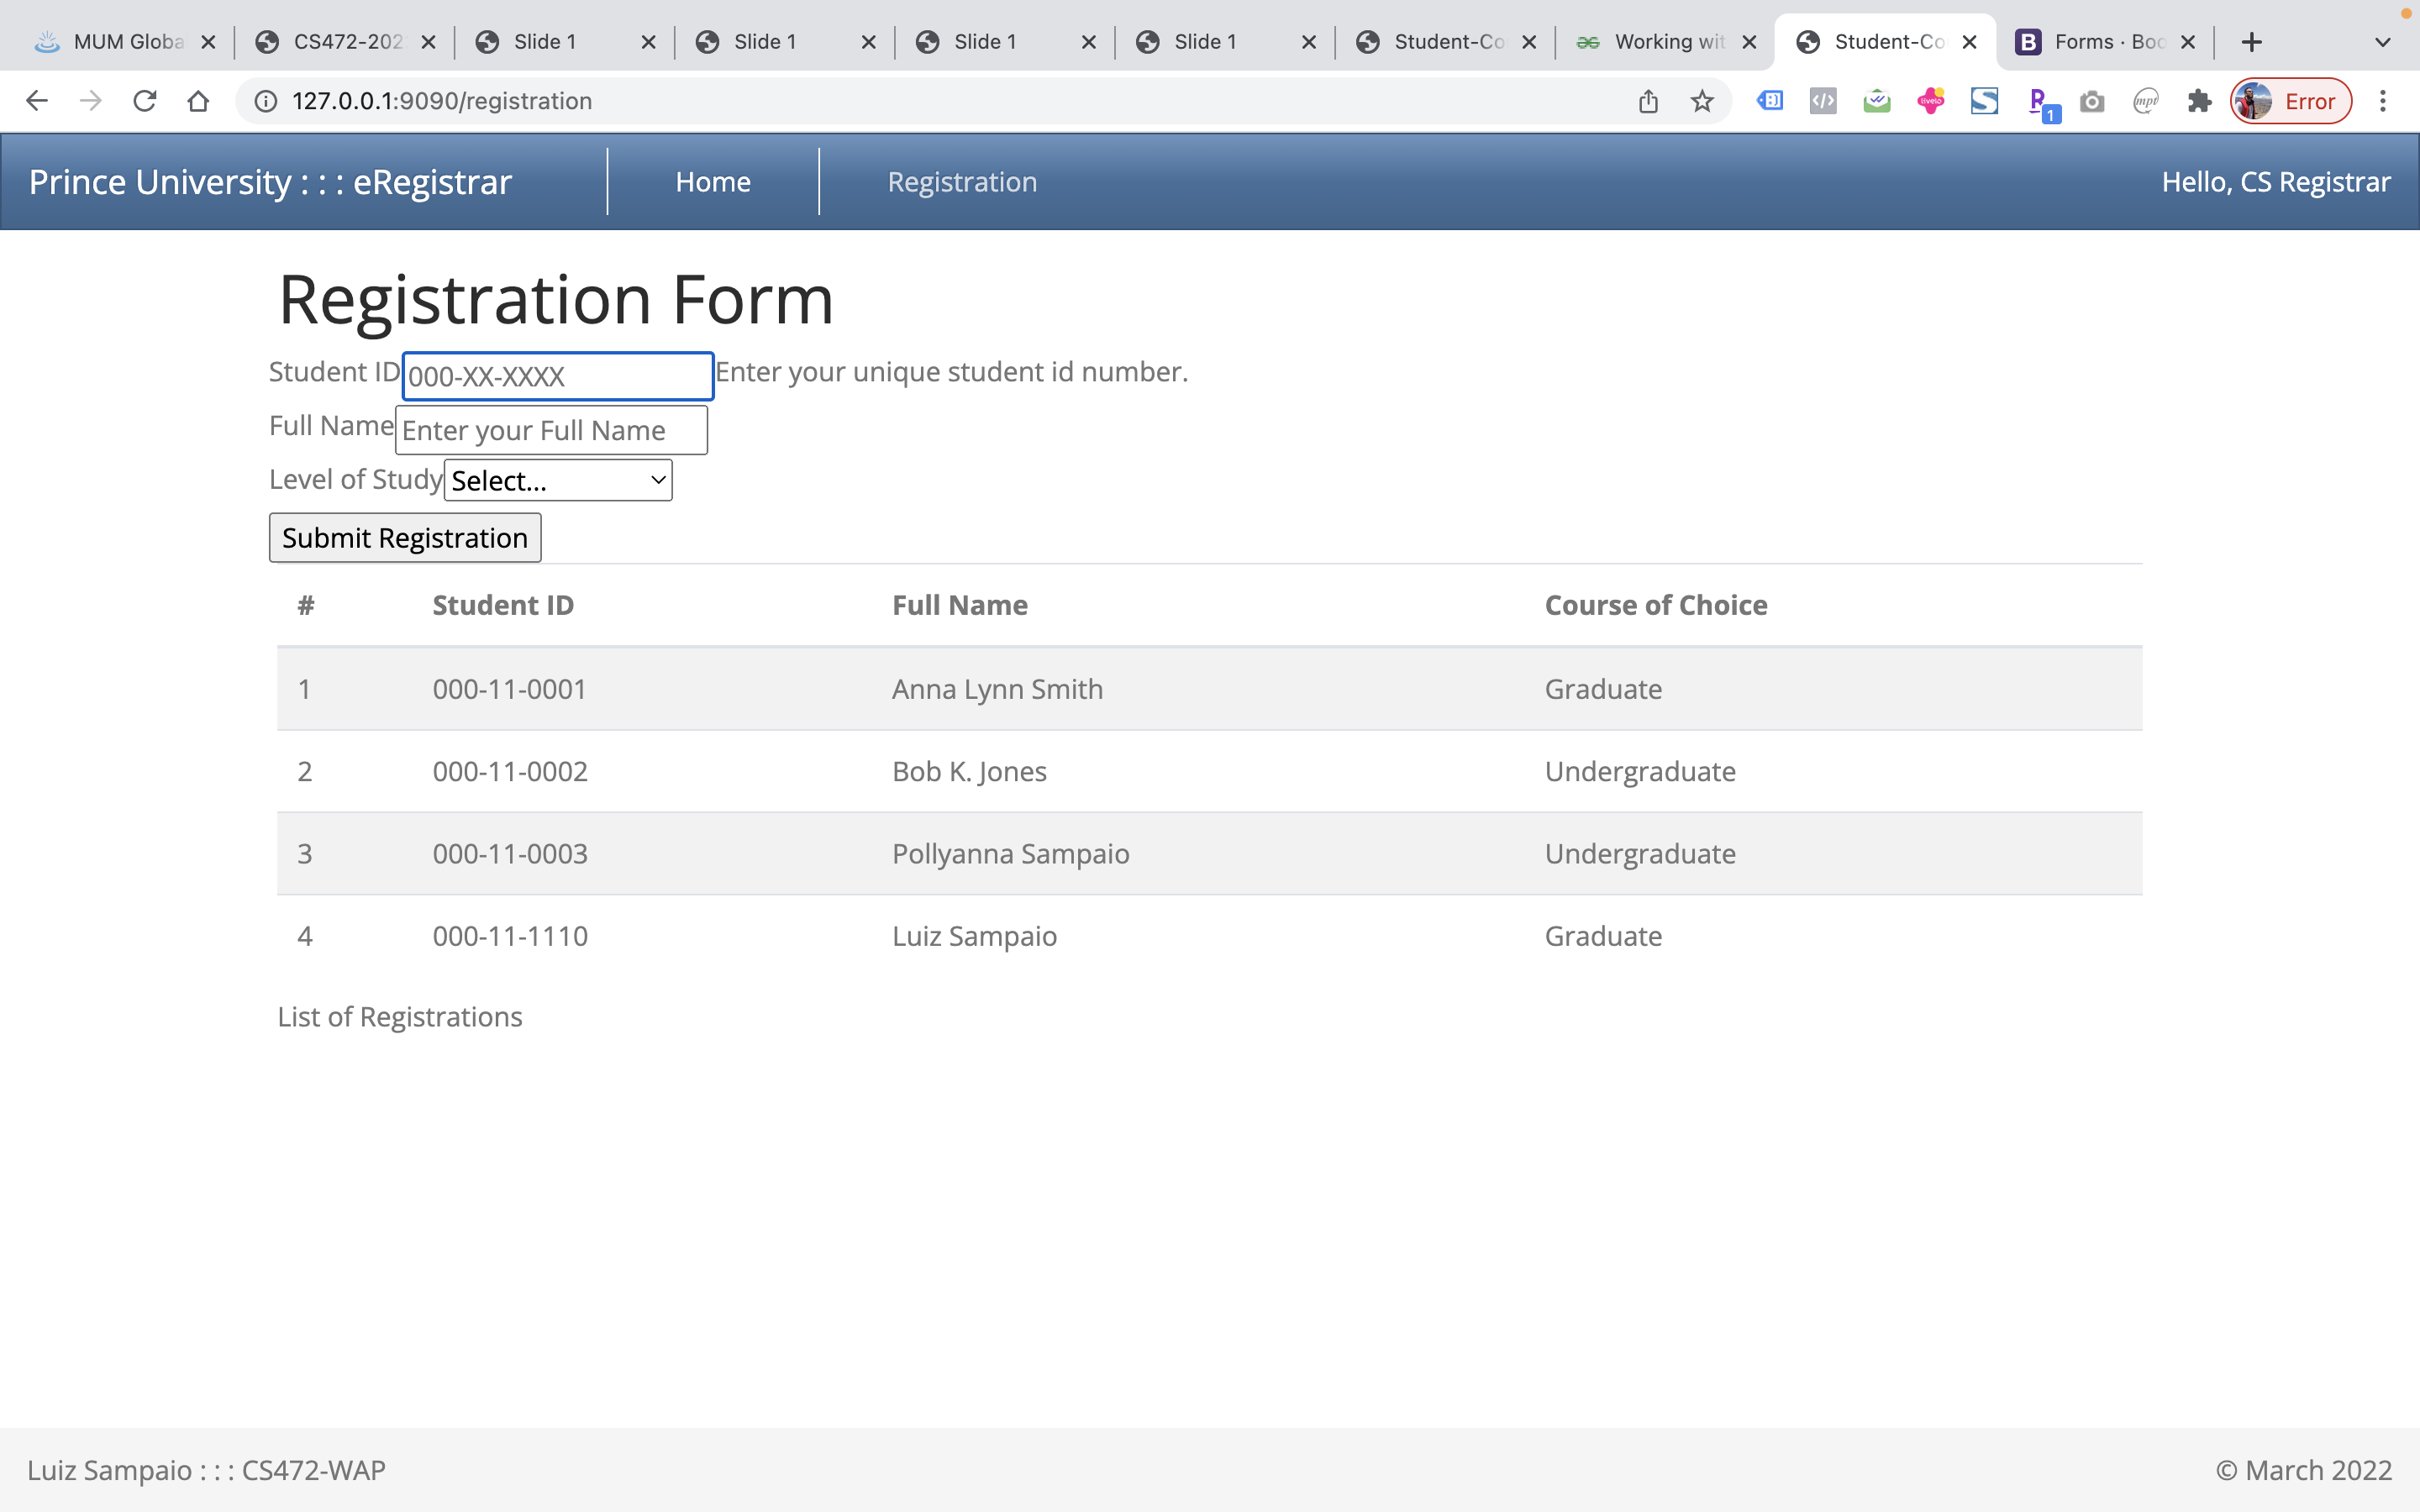 MUM Globa
CS472-202
Slide 1
Slide 1
Slide 1
Slide 1
Student-Co
Working wit
Student-Co
B
Forms · Boo
127.0.0.1:9090/registration
livelo
1
mpt
Error
Prince University : : : eRegistrar
Home
Registration
Hello, CS Registrar
Registration Form
Student ID 000-XX-XXXX Enter your unique student id number.
Full Name Enter your Full Name
Level of Study Select...
Submit Registration
# Student ID Full Name Course of Choice
1 000-11-0001 Anna Lynn Smith Graduate
2 000-11-0002 Bob K. Jones Undergraduate
3 000-11-0003 Pollyanna Sampaio Undergraduate
4 000-11-1110 Luiz Sampaio Graduate
List of Registrations
Luiz Sampaio : : : CS472-WAP
© March 2022